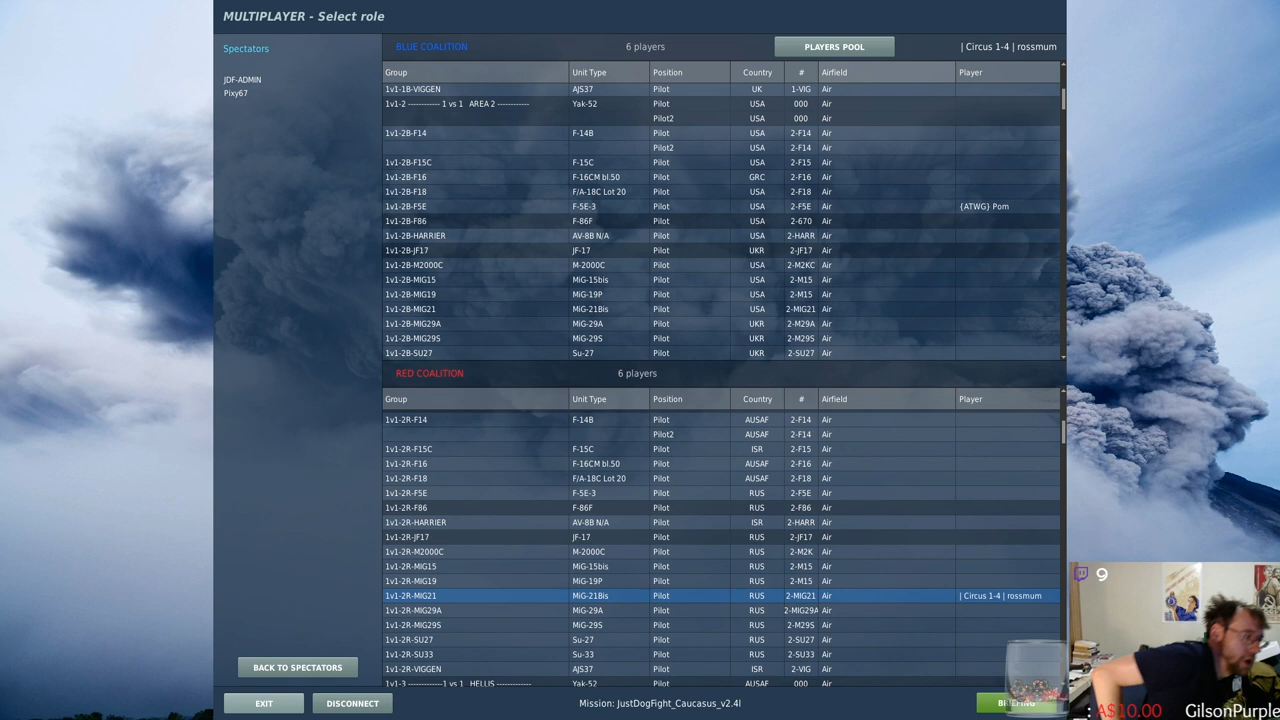 MULTIPLAYER - Select role
Spectators
JDF-ADMIN
Pixy67
BLUE COALITION 6 players PLAYERS POOL | Circus 1-4 | rossmum
Group Unit Type Position Country # Airfield Player
1v1-1B-VIGGEN AJS37 Pilot UK 1-VIG Air
1v1-2 ------------ 1 vs 1 AREA 2 ------------ Yak-52 Pilot USA 000 Air
Pilot2 USA 000 Air
1v1-2B-F14 F-14B Pilot USA 2-F14 Air
Pilot2 USA 2-F14 Air
1v1-2B-F15C F-15C Pilot USA 2-F15 Air
1v1-2B-F16 F-16CM bl.50 Pilot GRC 2-F16 Air
1v1-2B-F18 F/A-18C Lot 20 Pilot USA 2-F18 Air
1v1-2B-F5E F-5E-3 Pilot USA 2-F5E Air {ATWG} Pom
1v1-2B-F86 F-86F Pilot USA 2-670 Air
1v1-2B-HARRIER AV-8B N/A Pilot USA 2-HARR Air
1v1-2B-JF17 JF-17 Pilot UKR 2-JF17 Air
1v1-2B-M2000C M-2000C Pilot USA 2-M2KC Air
1v1-2B-MIG15 MiG-15bis Pilot USA 2-M15 Air
1v1-2B-MIG19 MiG-19P Pilot USA 2-M15 Air
1v1-2B-MIG21 MiG-21Bis Pilot USA 2-MIG21 Air
1v1-2B-MIG29A MiG-29A Pilot UKR 2-M29A Air
1v1-2B-MIG29S MiG-29S Pilot UKR 2-M29S Air
1v1-2B-SU27 Su-27 Pilot UKR 2-SU27 Air
RED COALITION 6 players
Group Unit Type Position Country # Airfield Player
1v1-2R-F14 F-14B Pilot AUSAF 2-F14 Air
Pilot2 AUSAF 2-F14 Air
1v1-2R-F15C F-15C Pilot ISR 2-F15 Air
1v1-2R-F16 F-16CM bl.50 Pilot AUSAF 2-F16 Air
1v1-2R-F18 F/A-18C Lot 20 Pilot AUSAF 2-F18 Air
1v1-2R-F5E F-5E-3 Pilot RUS 2-F5E Air
1v1-2R-F86 F-86F Pilot RUS 2-F86 Air
1v1-2R-HARRIER AV-8B N/A Pilot ISR 2-HARR Air
1v1-2R-JF17 JF-17 Pilot RUS 2-JF17 Air
1v1-2R-M2000C M-2000C Pilot RUS 2-M2K Air
1v1-2R-MIG15 MiG-15bis Pilot RUS 2-M15 Air
1v1-2R-MIG19 MiG-19P Pilot RUS 2-M15 Air
1v1-2R-MIG21 MiG-21Bis Pilot RUS 2-MIG21 Air | Circus 1-4 | rossmum
1v1-2R-MIG29A MiG-29A Pilot RUS 2-MIG29A Air
1v1-2R-MIG29S MiG-29S Pilot RUS 2-M29S Air
1v1-2R-SU27 Su-27 Pilot RUS 2-SU27 Air
1v1-2R-SU33 Su-33 Pilot RUS 2-SU33 Air
1v1-2R-VIGGEN AJS37 Pilot ISR 2-VIG Air
1v1-3 ------------1 vs 1 HELLIS ------------- Yak-52 Pilot AUSAF 000 Air
BACK TO SPECTATORS
EXIT DISCONNECT Mission: JustDogFight_Caucasus_v2.4l BRIEFING
9
: A$10.00 GilsonPurple